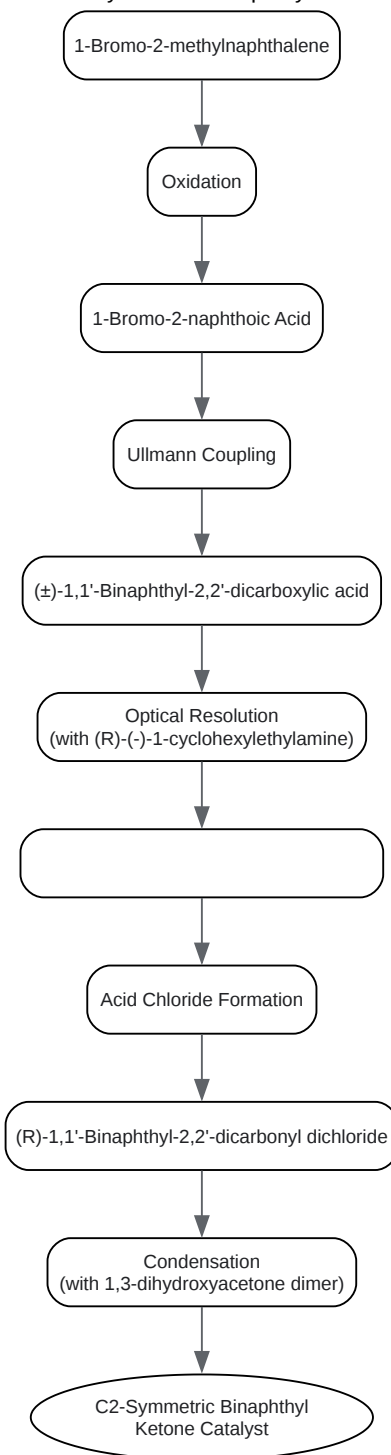 1-Bromo-2-methylnaphthalene
Oxidation
1-Bromo-2-naphthoic Acid
Ullmann Coupling
(±)-1,1'-Binaphthyl-2,2'-dicarboxylic acid
Optical Resolution
(with (R)-(-)-1-cyclohexylethylamine)
Acid Chloride Formation
(R)-1,1'-Binaphthyl-2,2'-dicarbonyl dichloride
Condensation
(with 1,3-dihydroxyacetone dimer)
C2-Symmetric Binaphthyl
Ketone Catalyst